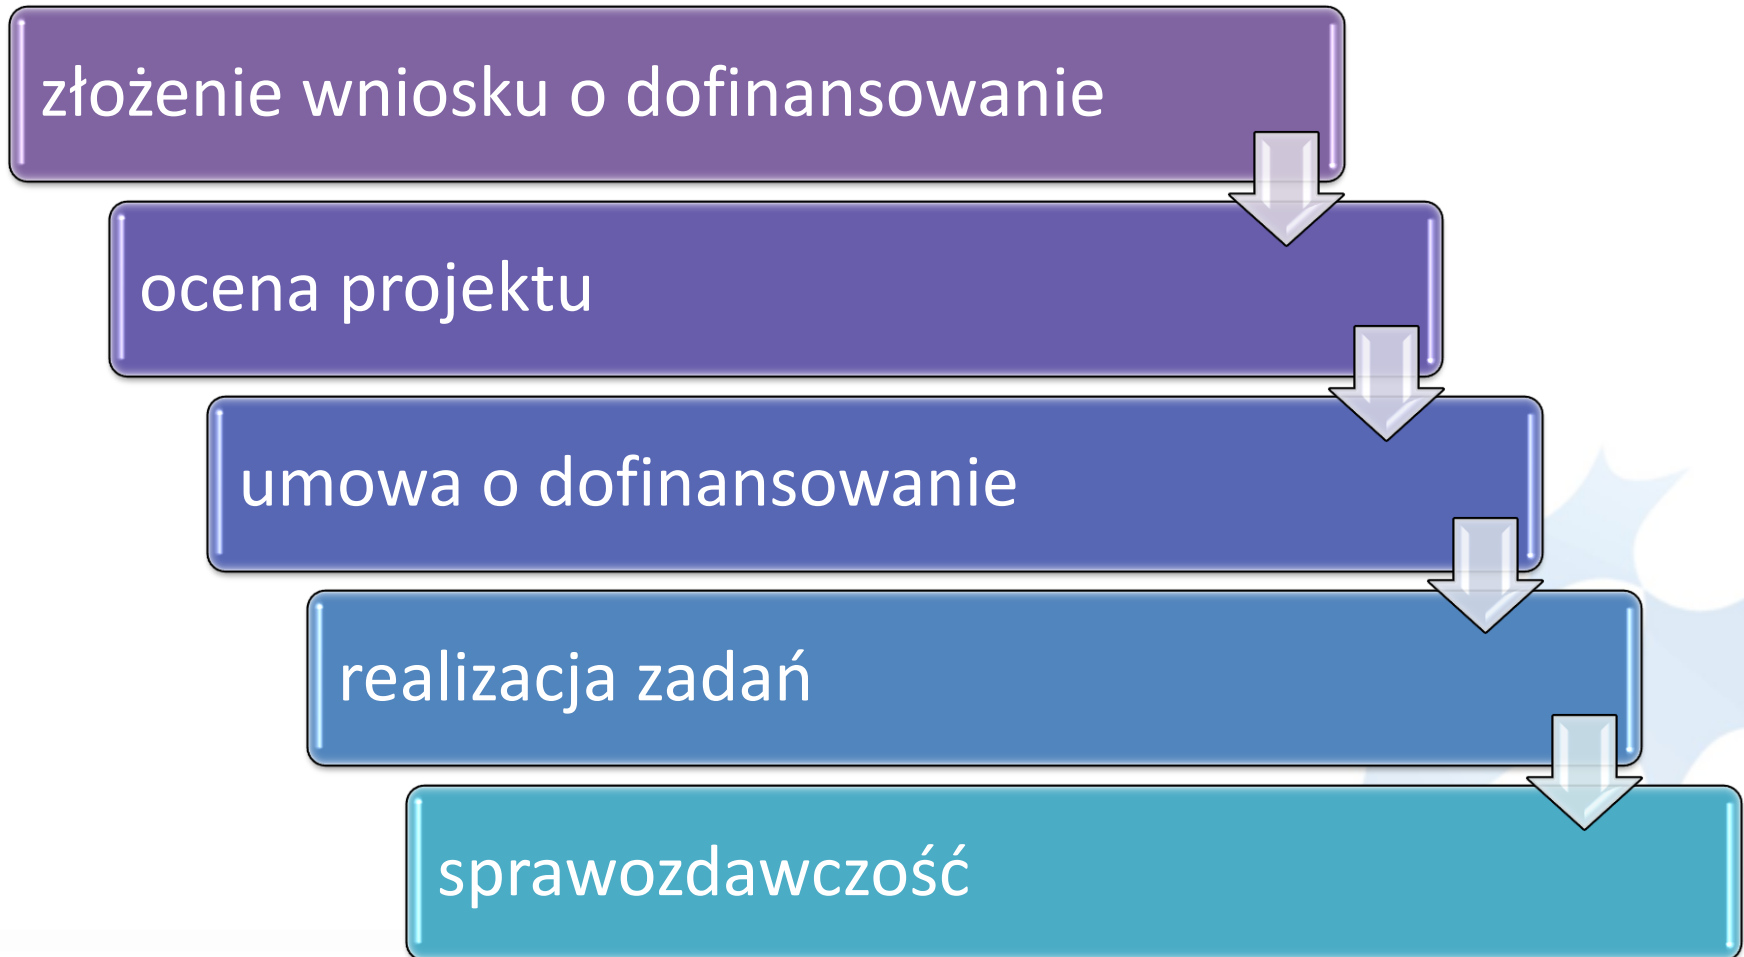 złożenie wniosku o dofinansowanie
ocena projektu
umowa o dofinansowanie
realizacja zadań
sprawozdawczość